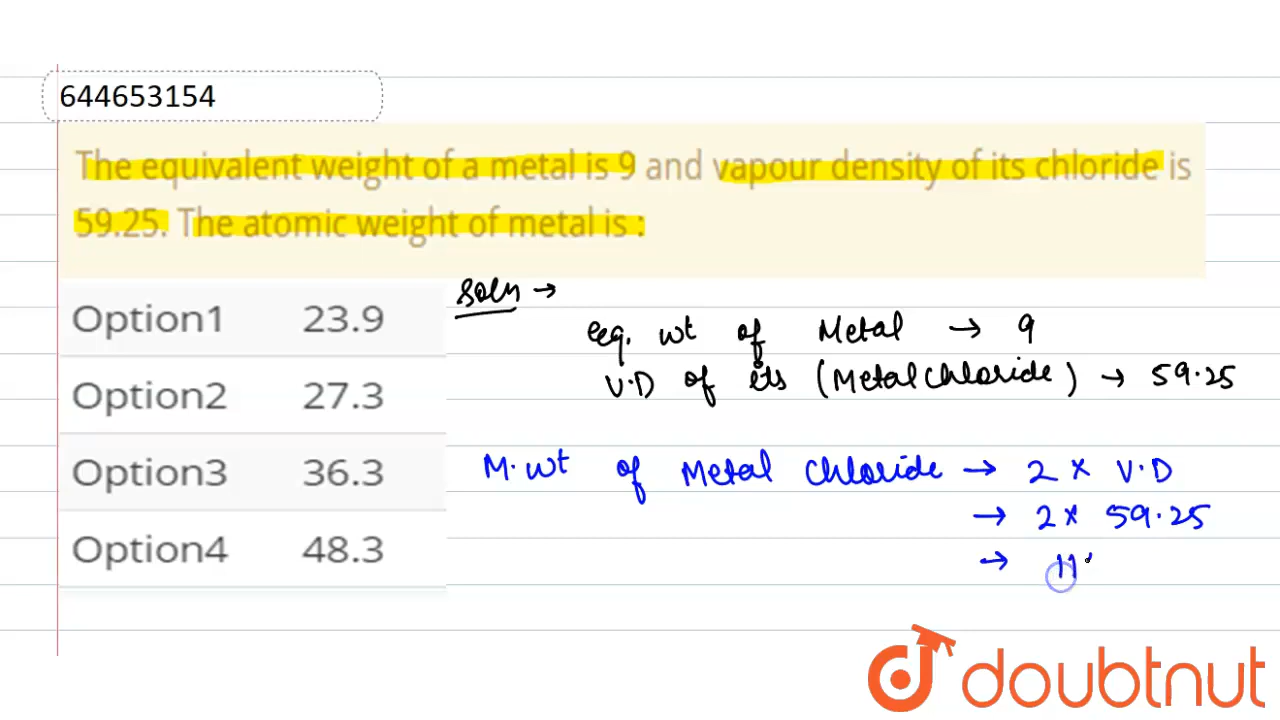 644653154
The equivalent weight of a metal is 9 and vapour density of its chloride is
59.25. The atomic weight of metal is :
Option1 23.9
Option2 27.3
Option3 36.3
Option4 48.3
Soln →
eq. wt of Metal → 9
V.D of its (Metal Chloride) → 59.25
M.wt of Metal Chloride → 2 × V.D
→ 2 × 59.25
→ 11
doubtnut